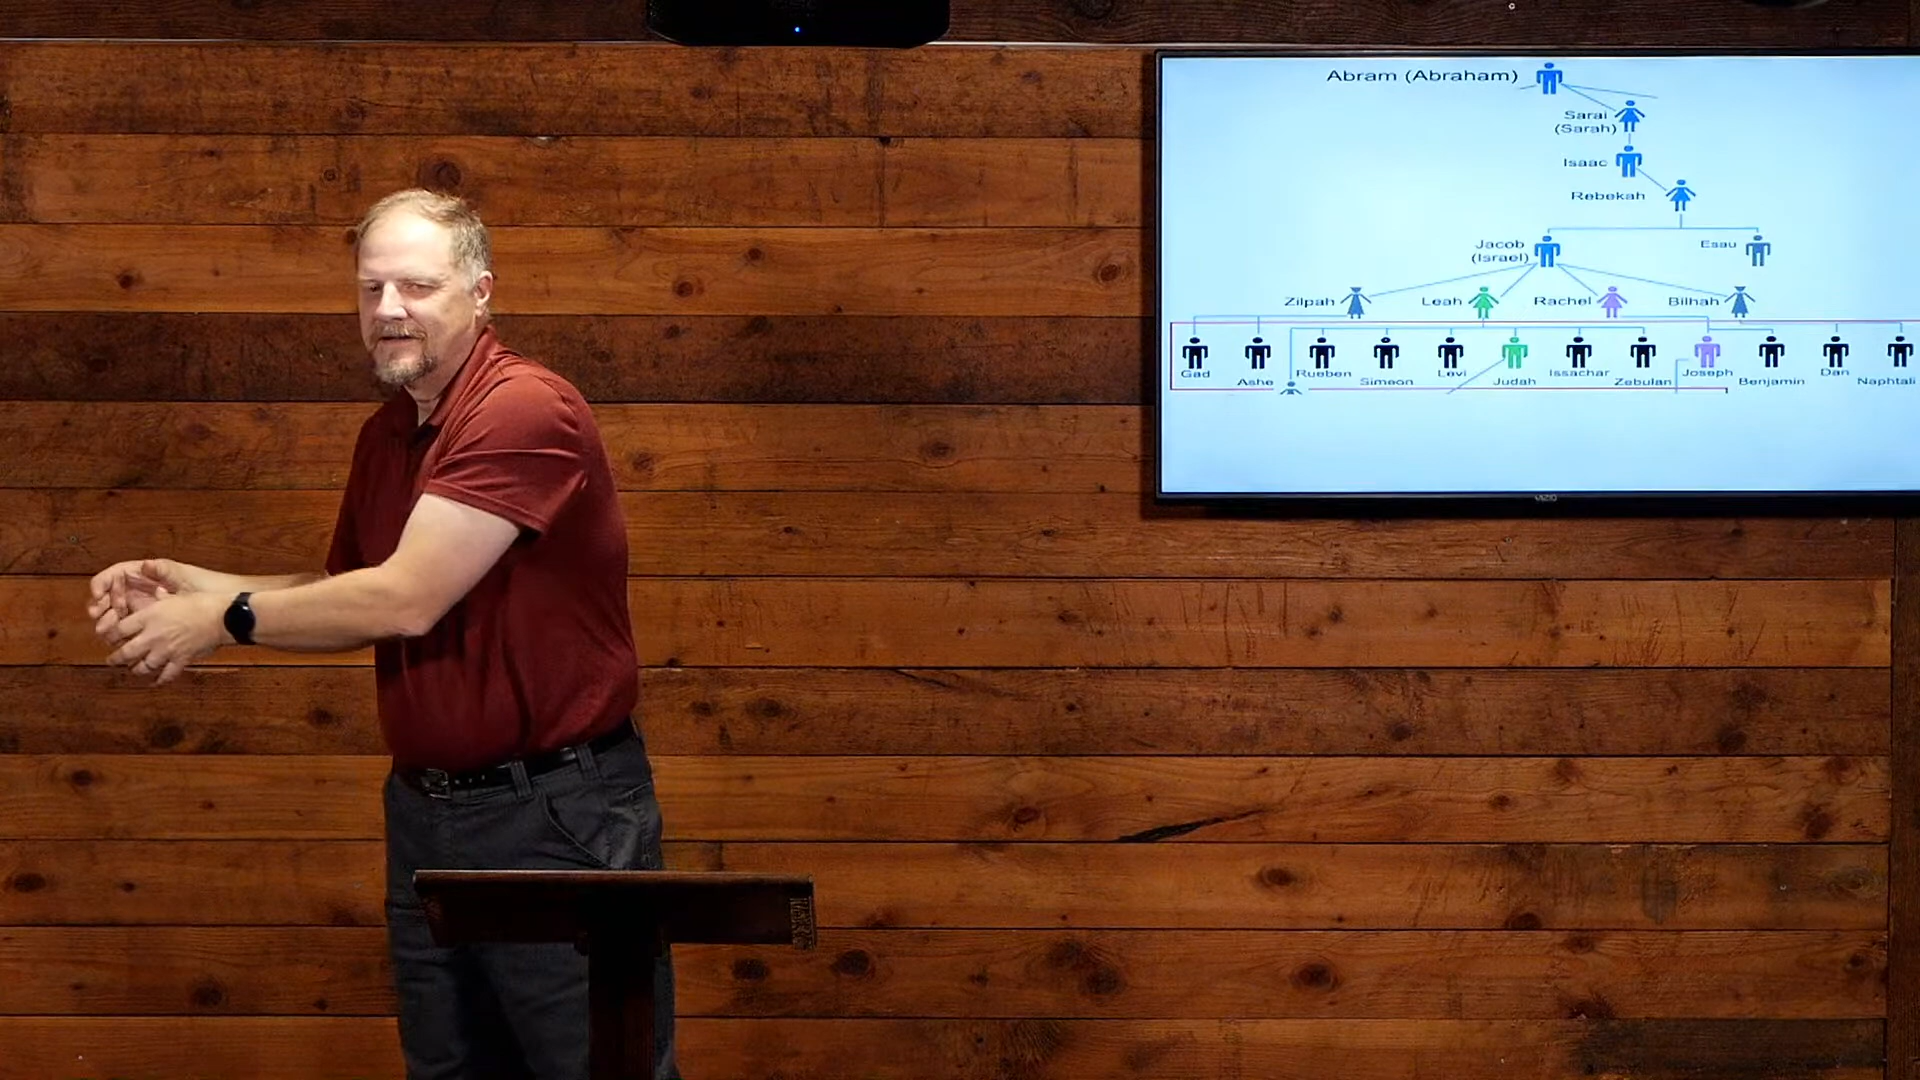 Abram (Abraham)
Sarai
(Sarah)
Isaac
Rebekah
Jacob
(Israel)
Esau
Zilpah
Leah
Rachel
Bilhah
Gad
Ashe
Rueben
Simeon
Levi
Judah
Issachar
Zebulan
Joseph
Benjamin
Dan
Naphtali
VIZIO